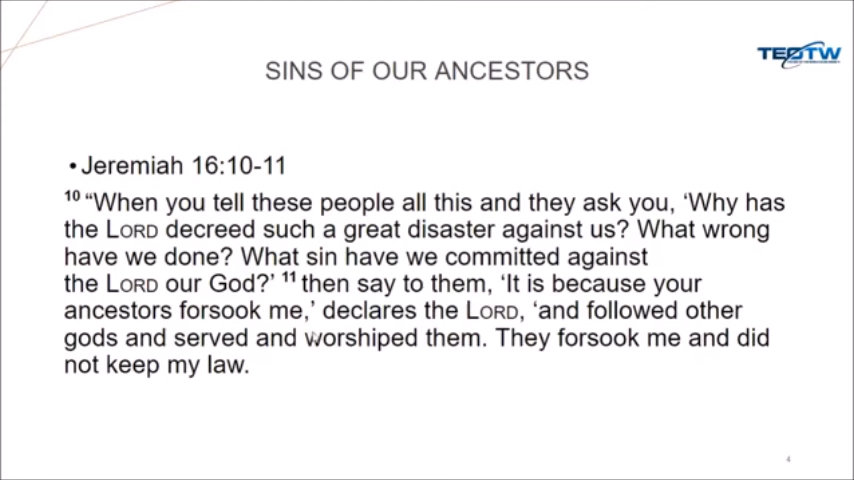 TEOTW
SINS OF OUR ANCESTORS
• Jeremiah 16:10-11
10 “When you tell these people all this and they ask you, ‘Why has
the LORD decreed such a great disaster against us? What wrong
have we done? What sin have we committed against
the LORD our God?’ 11 then say to them, ‘It is because your
ancestors forsook me,’ declares the LORD, ‘and followed other
gods and served and worshiped them. They forsook me and did
not keep my law.
4